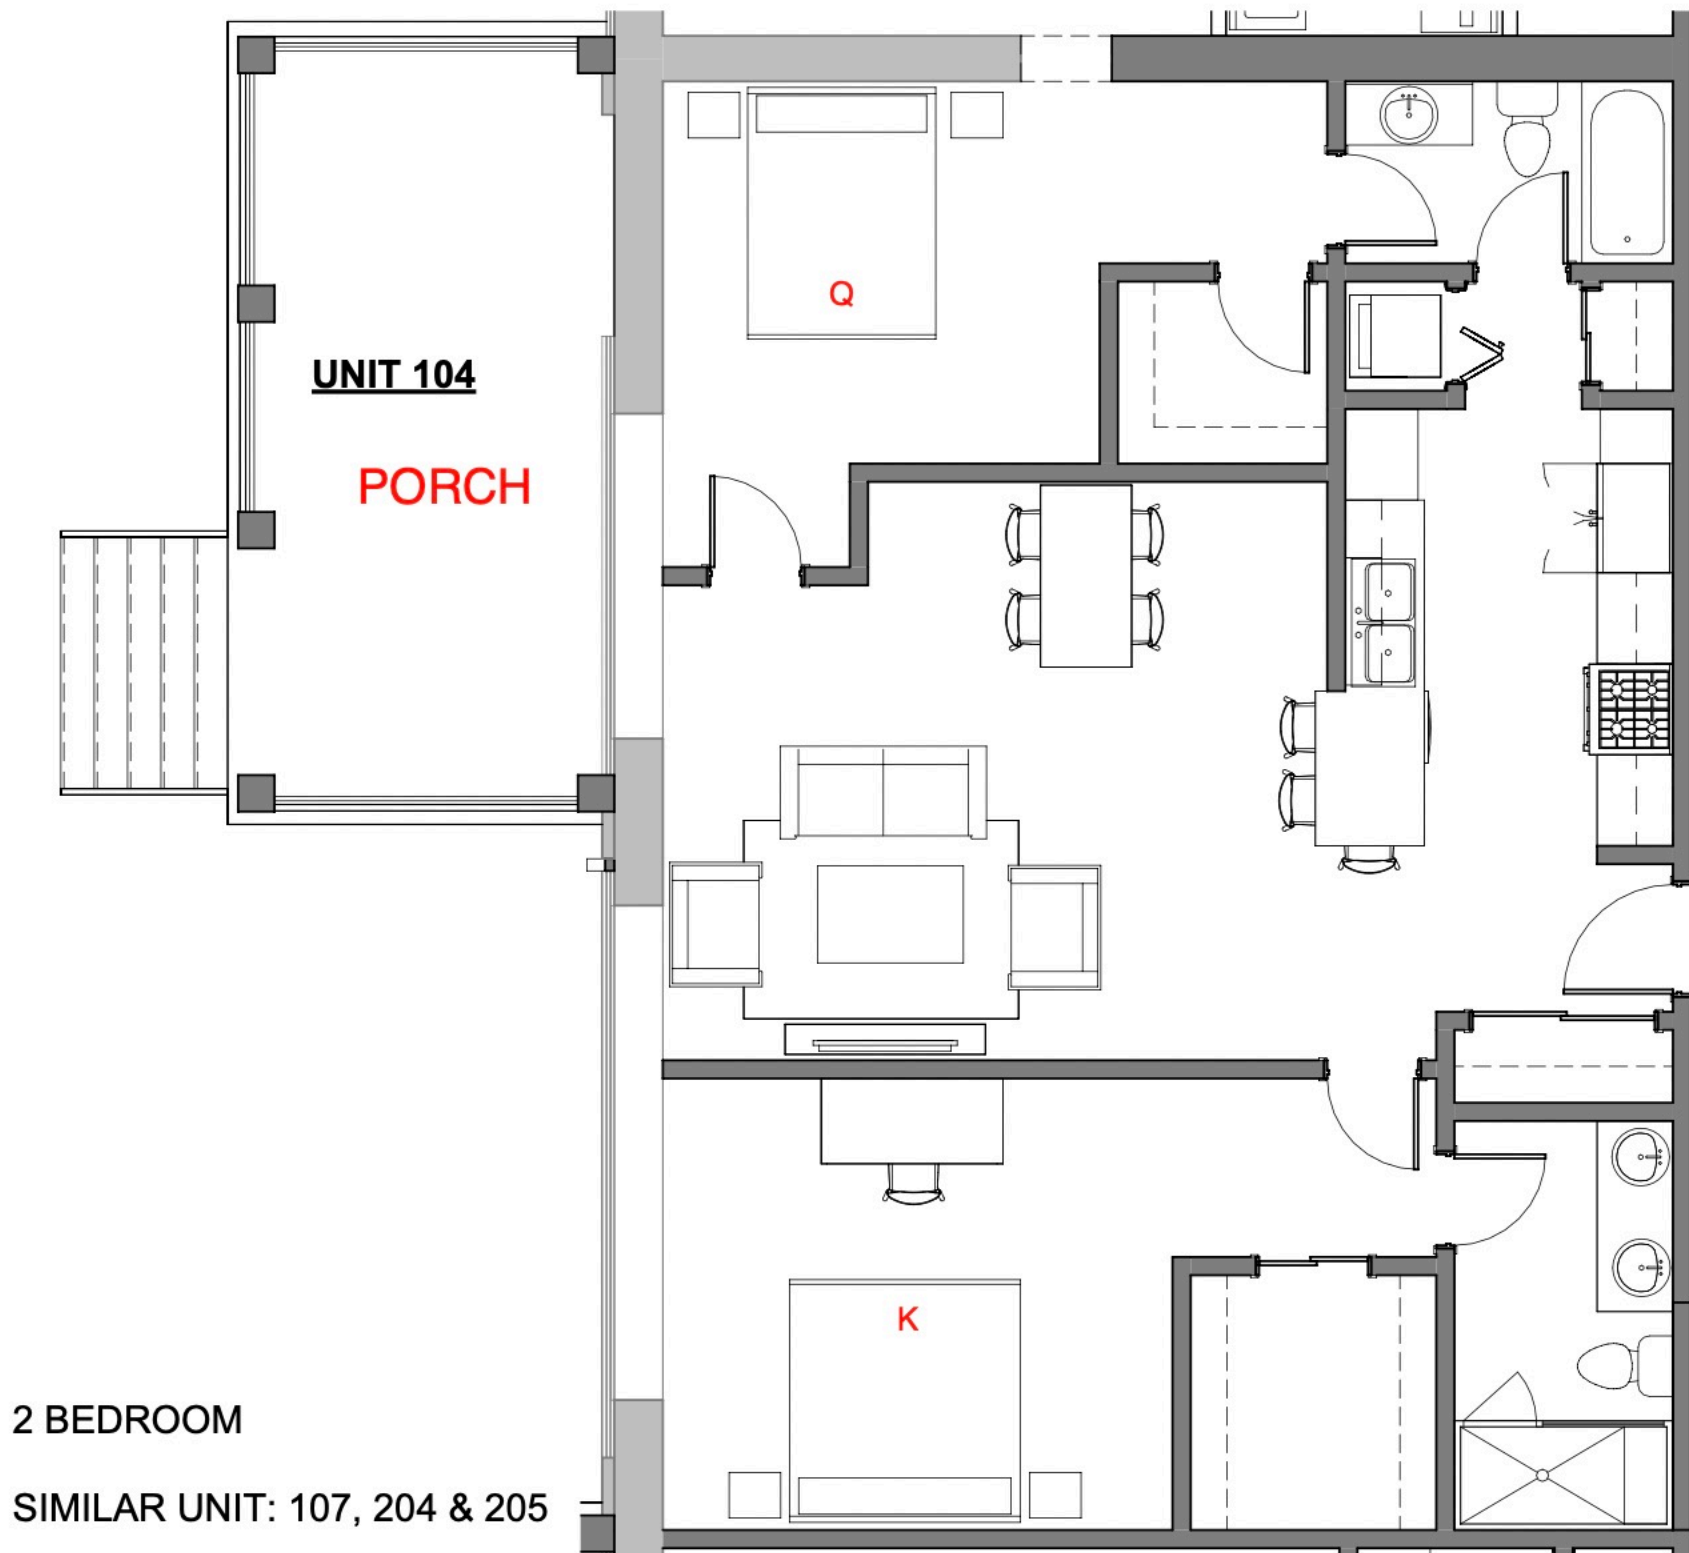 Q
UNIT 104
PORCH
K
2 BEDROOM
SIMILAR UNIT: 107, 204 & 205